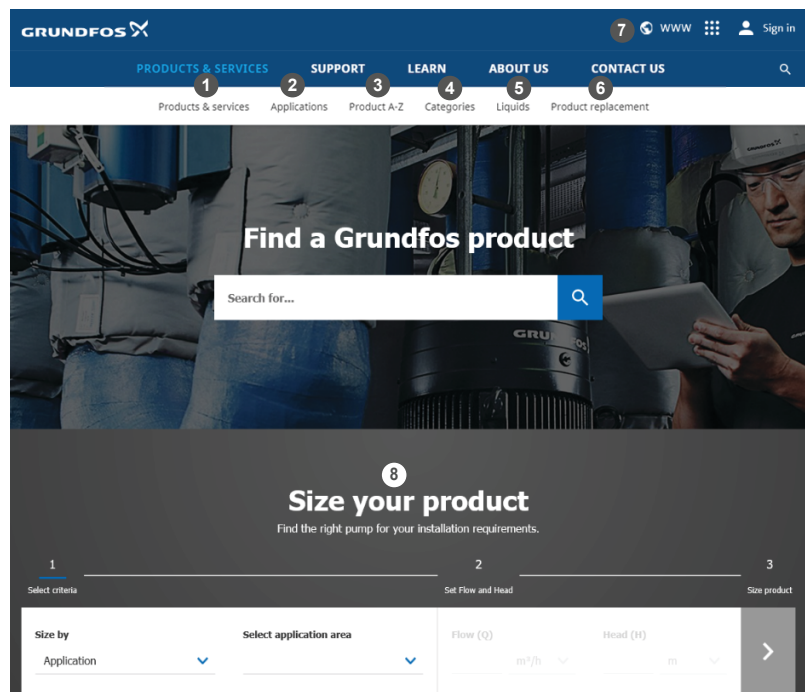 GRUNDFOS
7 WWW Sign in
PRODUCTS & SERVICES SUPPORT LEARN ABOUT US CONTACT US
1 2 3 4 5 6
Products & services Applications Product A-Z Categories Liquids Product replacement
GRUNDFOS
Find a Grundfos product
Search for...
8
Size your product
Find the right pump for your installation requirements.
1 2 3
Select criteria Set Flow and Head Size product
Size by Select application area Flow (Q) Head (H)
Application m³/h m